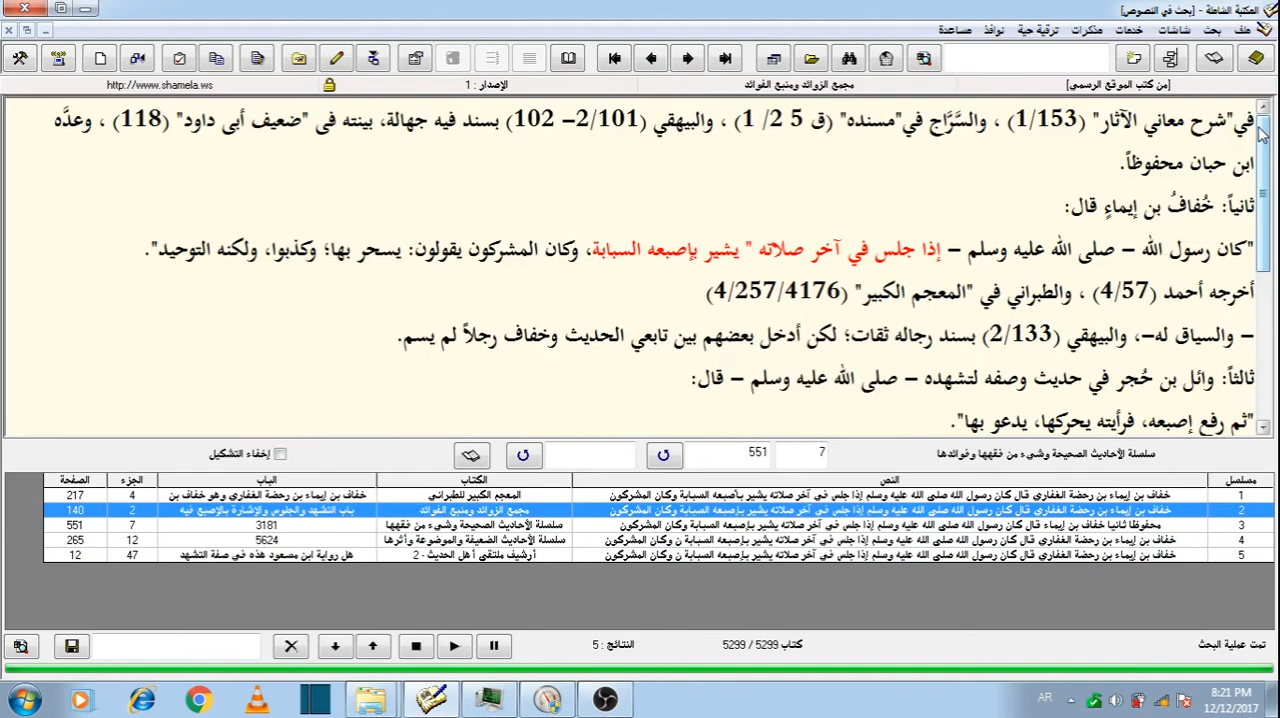 المكتبة الشاملة - [بحث في النصوص]
ملف بحث شاشات خدمات مذكرات ترقية حية نوافذ مساعدة
[من كتب الموقع الرسمي] مجمع الزوائد ومنبع الفوائد الإصدار : 1 http://www.shamela.ws
في"شرح معاني الآثار" (1/153) ، والسَّرَّاج في"مسنده" (ق 5 2/ 1) ، والبيهقي (2/101– 102) بسند فيه جهالة، بينته فى "ضعيف أبى داود" (118) ، وعدَّه
ابن حبان محفوظاً.
ثانياً: خُفافُ بن إيماءٍ قال:
"كان رسول الله – صلى الله عليه وسلم – إذا جلس في آخر صلاته " يشير بإصبعه السبابة، وكان المشركون يقولون: يسحر بها؛ وكذبوا، ولكنه التوحيد".
أخرجه أحمد (4/57) ، والطبراني في "المعجم الكبير" (4/257/4176)
– والسياق له–، والبيهقي (2/133) بسند رجاله ثقات؛ لكن أدخل بعضهم بين تابعي الحديث وخفاف رجلاً لم يسم.
ثالثاً: وائل بن حُجر في حديث وصفه لتشهده – صلى الله عليه وسلم – قال:
"ثم رفع إصبعه، فرأيته يحركها، يدعو بها".
سلسلة الأحاديث الصحيحة وشيء من فقهها وفوائدها 7 551 إخفاء التشكيل
مسلسل النص الكتاب الباب الجزء الصفحة
1 خفاف بن إيماء بن رحضة الغفاري قال كان رسول الله صلى الله عليه وسلم إذا جلس في آخر صلاته يشير بأصبعه السبابة وكان المشركون المعجم الكبير للطبراني خفاف بن إيماء بن رحضة الغفاري وهو خفاف بن 4 217
2 خفاف بن إيماء بن رحضة الغفاري قال كان رسول الله صلى الله عليه وسلم إذا جلس في آخر صلاته يشير بإصبعه السبابة وكان المشركون مجمع الزوائد ومنبع الفوائد باب التشهد والجلوس والإشارة بالإصبع فيه 2 140
3 محفوظا ثانيا خفاف بن إيماء قال كان رسول الله صلى الله عليه وسلم إذا جلس في آخر صلاته يشير بإصبعه السبابة وكان المشركون سلسلة الأحاديث الصحيحة وشيء من فقهها 3181 7 551
4 خفاف بن إيماء بن رحضة الغفاري قال كان رسول الله صلى الله عليه وسلم إذا جلس في آخر صلاته يشير بإصبعه السبابة ن وكان المشركون سلسلة الأحاديث الضعيفة والموضوعة وأثرها 5624 12 265
5 خفاف بن إيماء بن رحضة الغفاري قال كان رسول الله صلى الله عليه وسلم إذا جلس في آخر صلاته يشير بإصبعه السبابة ن وكان المشركون أرشيف ملتقى أهل الحديث - 2 هل رواية ابن مسعود هذه في صفة التشهد 47 12
تمت عملية البحث كتاب 5299 / 5299 النتائج : 5
AR 8:21 PM
12/12/2017